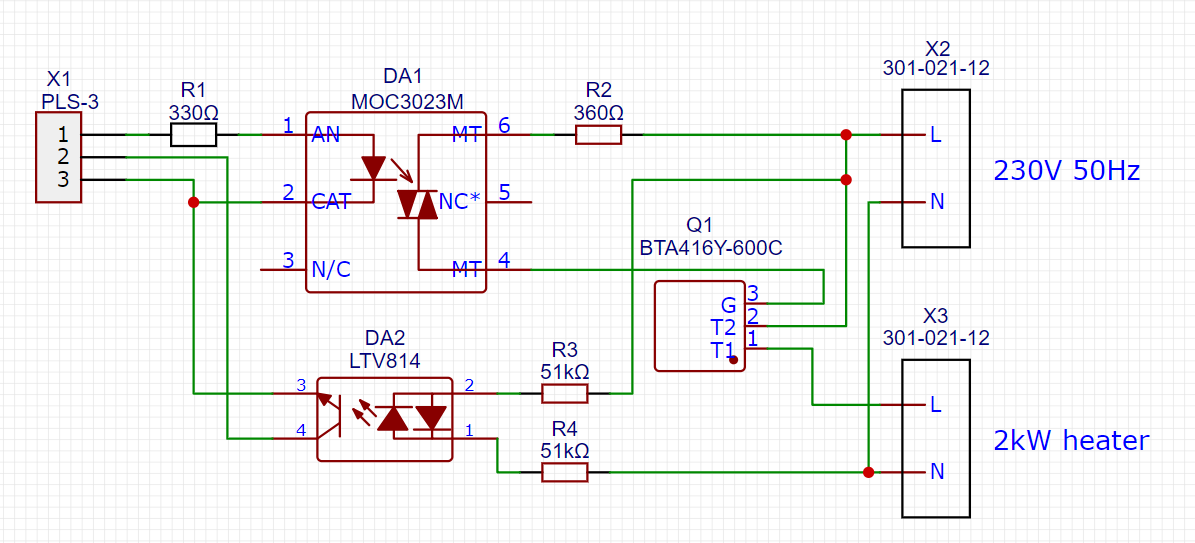 X1
PLS-3
1
2
3
R1
330Ω
DA1
MOC3023M
1
AN
2
CAT
3
N/C
MT
6
NC*
5
MT
4
R2
360Ω
X2
301-021-12
L
N
230V 50Hz
Q1
BTA416Y-600C
G
3
T2
2
T1
1
DA2
LTV814
3
4
2
1
R3
51kΩ
R4
51kΩ
X3
301-021-12
L
N
2kW heater